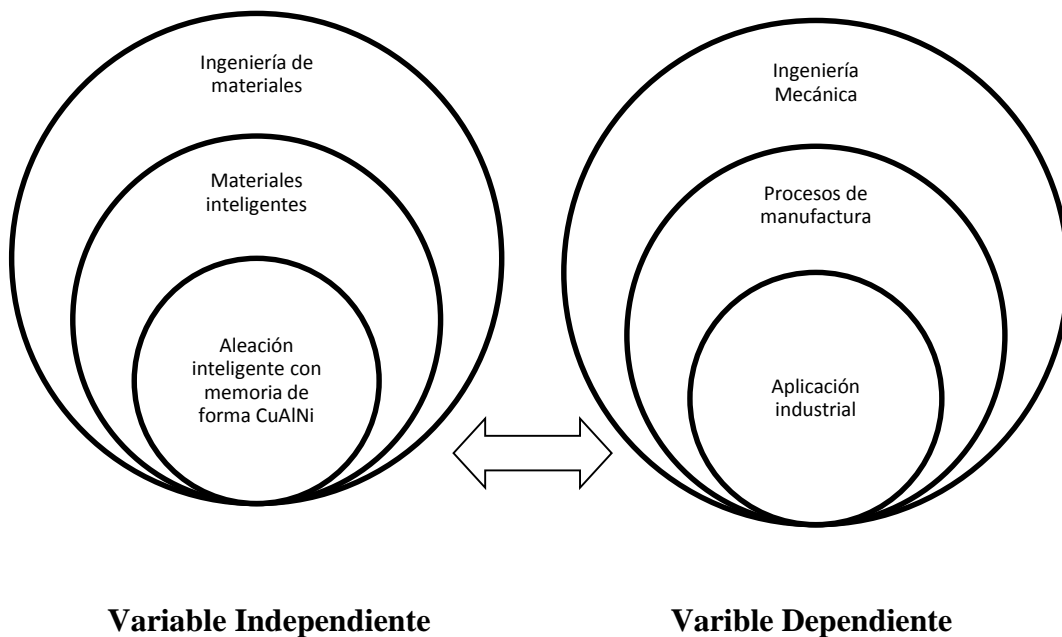 Ingeniería de
materiales
Materiales
inteligentes
Aleación
inteligente con
memoria de
forma CuAlNi
Ingeniería
Mecánica
Procesos de
manufactura
Aplicación
industrial
Variable Independiente
Varible Dependiente